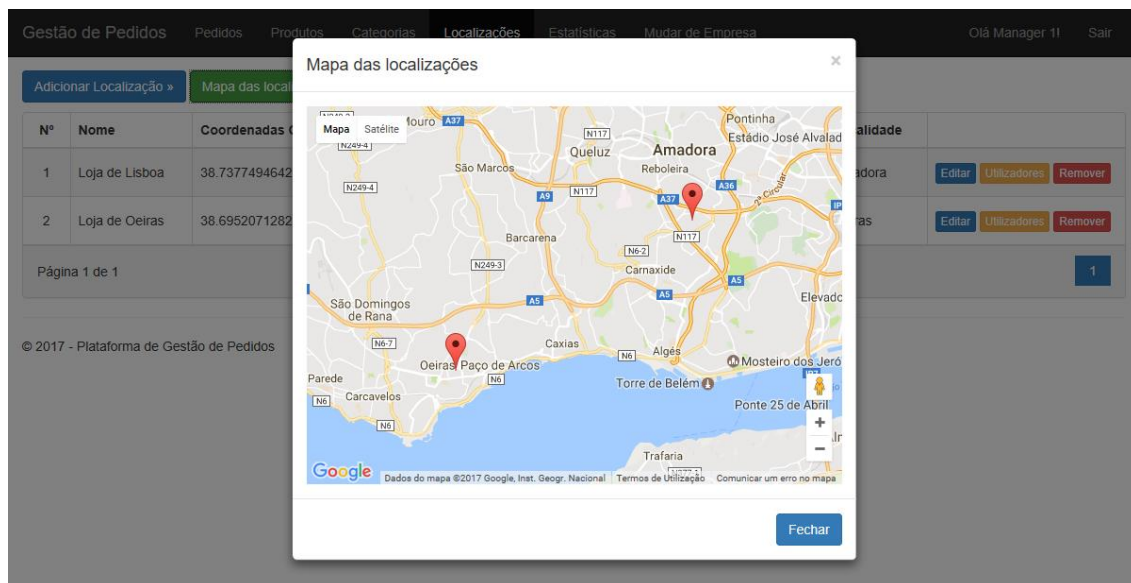 Gestão de Pedidos Pedidos Produtos Categorias Localizações Estatísticas Mudar de Empresa Olá Manager 1! Sair
Adicionar Localização » Mapa das
Nº Nome Coordenadas
1 Loja de Lisboa 38.7377494642 Editar Utilizadores Remover
2 Loja de Oeiras 38.6952071282 Editar Utilizadores Remover
Página 1 de 1 1
© 2017 - Plataforma de Gestão de Pedidos
Mapa das localizações ×
Mapa Satélite
A37 N117 Pontinha
Estádio José Alvalad
N249-4 Queluz Amadora
São Marcos Reboleira
N249-4 A9 N117 A37 A36 2ª Circular IP
Barcarena N117
N6-2
N249-3 Carnaxide
A5
A5 A5 Elevado
São Domingos
de Rana
N6-7 Caxias N6 Algés
Oeiras Paço de Arcos Mosteiro dos Jeró
N6
Parede Torre de Belém
N6 Carcavelos Ponte 25 de Abril
N6 +
Trafaria −
Google Dados do mapa ©2017 Google, Inst. Geogr. Nacional Termos de Utilização Comunicar um erro no mapa
Fechar